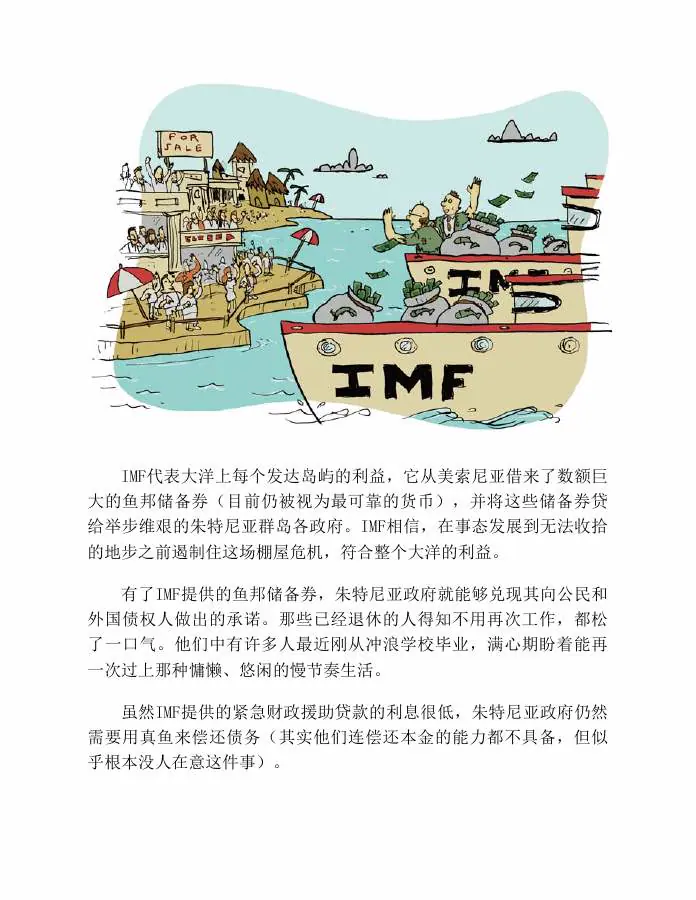 FOR
SALE
IMF
IMF代表大洋上每个发达岛屿的利益，它从美索尼亚借来了数额巨
大的鱼邦储备券（目前仍被视为最可靠的货币），并将这些储备券贷
给举步维艰的朱特尼亚群岛各政府。IMF相信，在事态发展到无法收拾
的地步之前遏制住这场棚屋危机，符合整个大洋的利益。
有了IMF提供的鱼邦储备券，朱特尼亚政府就能够兑现其向公民和
外国债权人做出的承诺。那些已经退休的人得知不用再次工作，都松
了一口气。他们中有许多人最近刚从冲浪学校毕业，满心期盼着能再
一次过上那种慵懒、悠闲的慢节奏生活。
虽然IMF提供的紧急财政援助贷款的利息很低，朱特尼亚政府仍然
需要用真鱼来偿还债务（其实他们连偿还本金的能力都不具备，但似
乎根本没人在意这件事）。